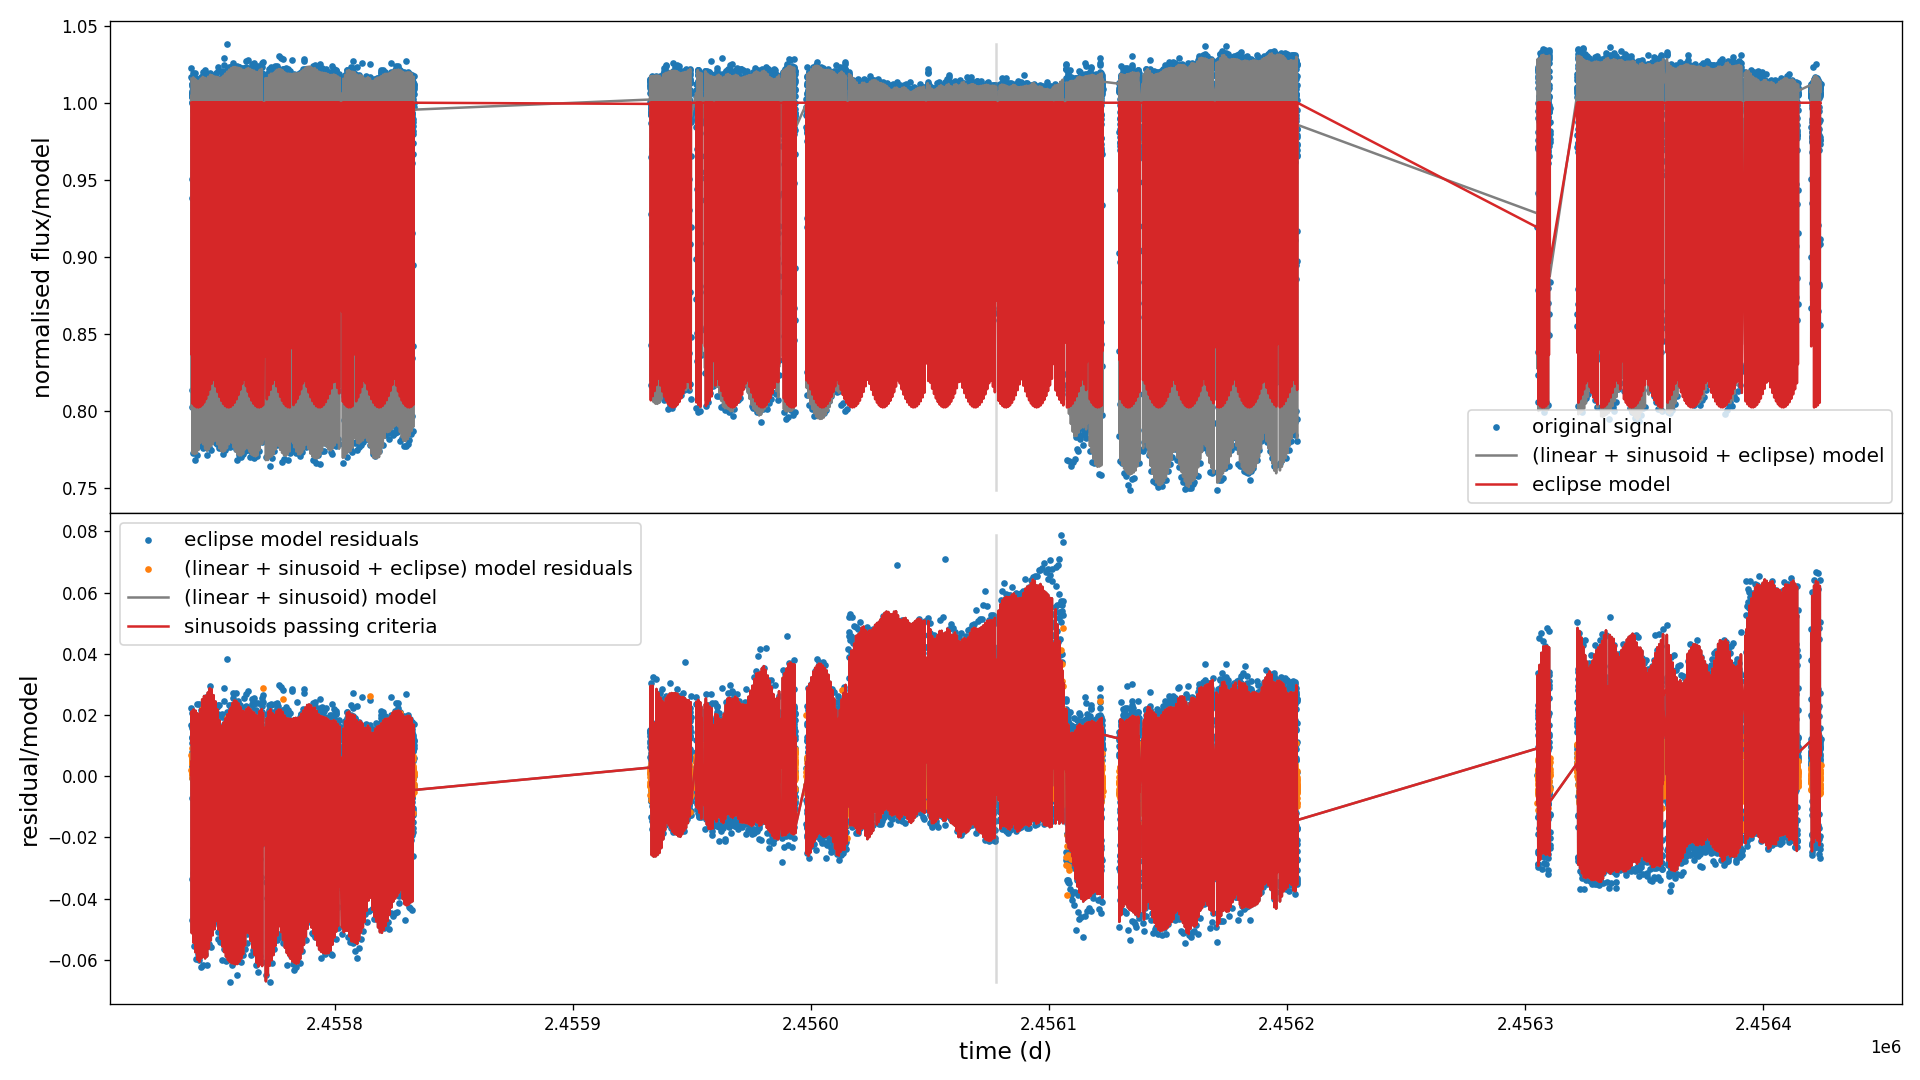 1.05
1.00
0.95
0.90
0.85
0.80
0.75
normalised flux/model
original signal
(linear + sinusoid + eclipse) model
eclipse model
0.08
0.06
0.04
0.02
0.00
−0.02
−0.04
−0.06
residual/model
eclipse model residuals
(linear + sinusoid + eclipse) model residuals
(linear + sinusoid) model
sinusoids passing criteria
2.4558 2.4559 2.4560 2.4561 2.4562 2.4563 2.4564
1e6
time (d)